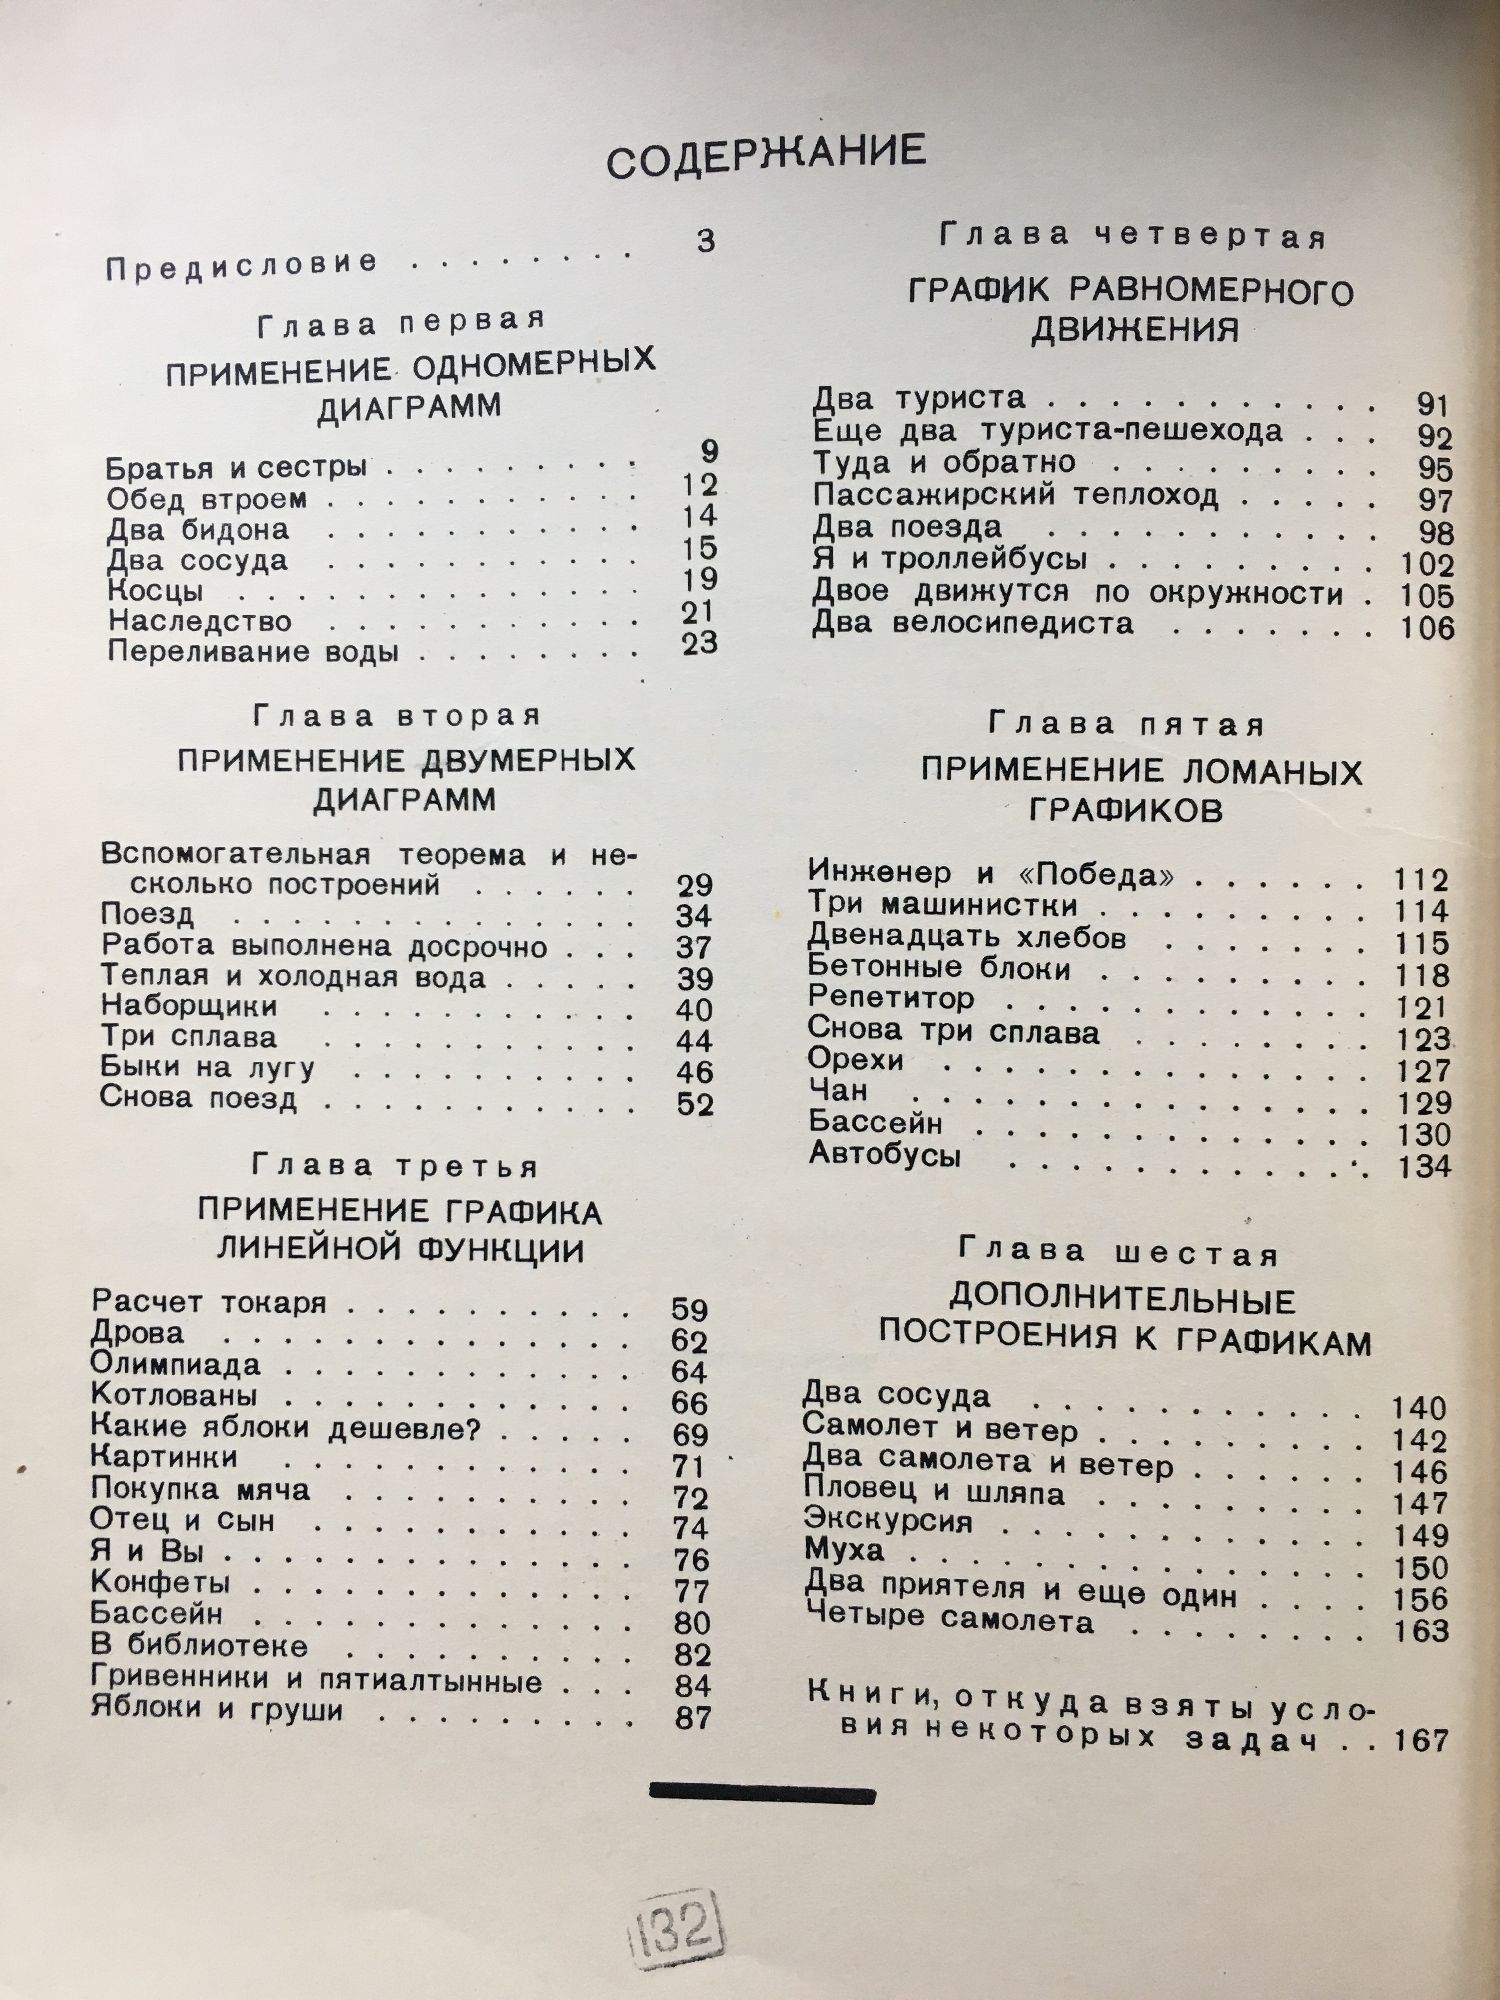 СОДЕРЖАНИЕ
Предисловие . . . . . . . . 3
Глава первая
ПРИМЕНЕНИЕ ОДНОМЕРНЫХ
ДИАГРАММ
Братья и сестры . . . . . . . . . 9
Обед втроем . . . . . . . . . . . 12
Два бидона . . . . . . . . . . . 14
Два сосуда . . . . . . . . . . . 15
Косцы . . . . . . . . . . . . . . 19
Наследство . . . . . . . . . . . 21
Переливание воды . . . . . . . . 23
Глава вторая
ПРИМЕНЕНИЕ ДВУМЕРНЫХ
ДИАГРАММ
Вспомогательная теорема и не-
сколько построений . . . . . . 29
Поезд . . . . . . . . . . . . . . 34
Работа выполнена досрочно . . . 37
Теплая и холодная вода . . . . . 39
Наборщики . . . . . . . . . . . 40
Три сплава . . . . . . . . . . . 44
Быки на лугу . . . . . . . . . . 46
Снова поезд . . . . . . . . . . . 52
Глава третья
ПРИМЕНЕНИЕ ГРАФИКА
ЛИНЕЙНОЙ ФУНКЦИИ
Расчет токаря . . . . . . . . . . 59
Дрова . . . . . . . . . . . . . . 62
Олимпиада . . . . . . . . . . . . 64
Котлованы . . . . . . . . . . . . 66
Какие яблоки дешевле? . . . . . 69
Картинки . . . . . . . . . . . . 71
Покупка мяча . . . . . . . . . . 72
Отец и сын . . . . . . . . . . . 74
Я и Вы . . . . . . . . . . . . . . 76
Конфеты . . . . . . . . . . . . . 77
Бассейн . . . . . . . . . . . . . 80
В библиотеке . . . . . . . . . . 82
Гривенники и пятиалтынные . . . 84
Яблоки и груши . . . . . . . . . 87
Глава четвертая
ГРАФИК РАВНОМЕРНОГО
ДВИЖЕНИЯ
Два туриста . . . . . . . . . . . 91
Еще два туриста-пешехода . . . 92
Туда и обратно . . . . . . . . . 95
Пассажирский теплоход . . . . . 97
Два поезда . . . . . . . . . . . 98
Я и троллейбусы . . . . . . . . . 102
Двое движутся по окружности . 105
Два велосипедиста . . . . . . . 106
Глава пятая
ПРИМЕНЕНИЕ ЛОМАНЫХ
ГРАФИКОВ
Инженер и «Победа» . . . . . . 112
Три машинистки . . . . . . . . . 114
Двенадцать хлебов . . . . . . . 115
Бетонные блоки . . . . . . . . . 118
Репетитор . . . . . . . . . . . . 121
Снова три сплава . . . . . . . . 123
Орехи . . . . . . . . . . . . . . 127
Чан . . . . . . . . . . . . . . . 129
Бассейн . . . . . . . . . . . . . 130
Автобусы . . . . . . . . . . . . 134
Глава шестая
ДОПОЛНИТЕЛЬНЫЕ
ПОСТРОЕНИЯ К ГРАФИКАМ
Два сосуда . . . . . . . . . . . 140
Самолет и ветер . . . . . . . . . 142
Два самолета и ветер . . . . . . 146
Пловец и шляпа . . . . . . . . . 147
Экскурсия . . . . . . . . . . . . 149
Муха . . . . . . . . . . . . . . . 150
Два приятеля и еще один . . . . 156
Четыре самолета . . . . . . . . 163
Книги, откуда взяты усло-
вия некоторых задач . . 167
132